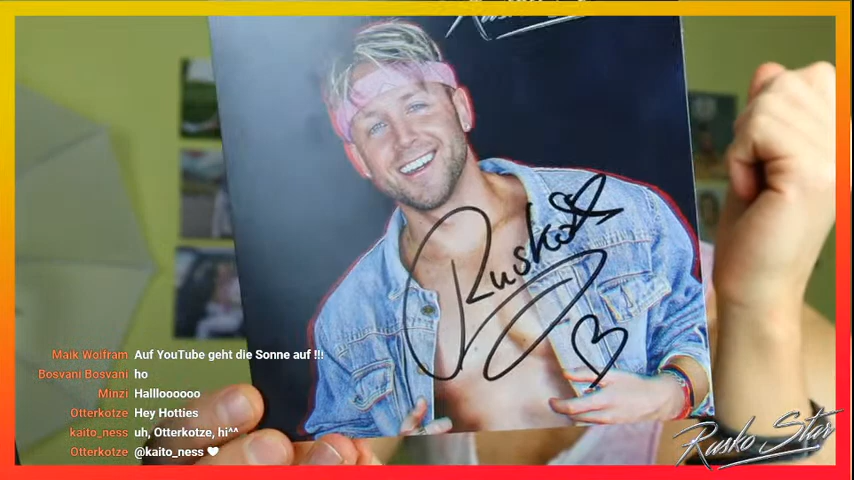 Rusko
Maik Wolfram Auf YouTube geht die Sonne auf !!!
Bosvani Bosvani ho
Minzi Hallloooooo
Otterkotze Hey Hotties
kaito_ness uh, Otterkotze, hi^^
Otterkotze @kaito_ness ❤
Rusko Star